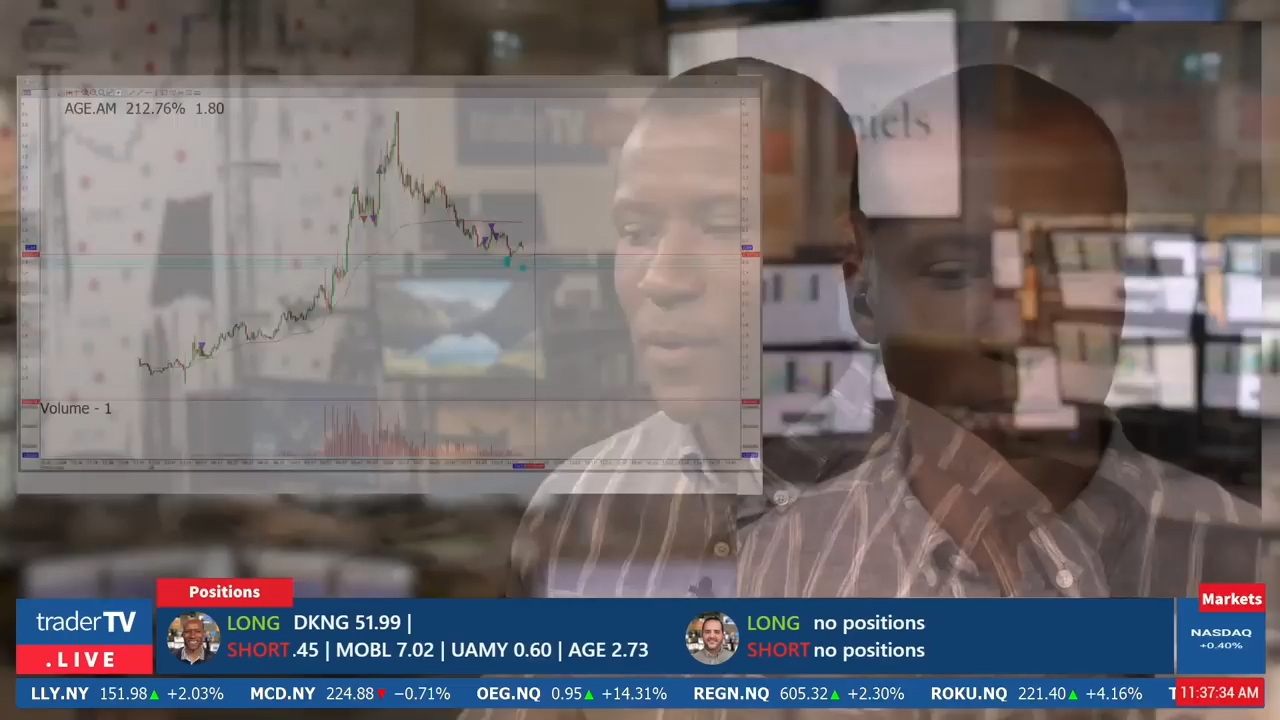 AGE.AM 212.76% 1.80
Volume - 1
Positions
traderTV
.LIVE
LONG DKNG 51.99 |
SHORT .45 | MOBL 7.02 | UAMY 0.60 | AGE 2.73
LONG no positions
SHORT no positions
Markets
NASDAQ
+0.40%
LLY.NY 151.98 +2.03% MCD.NY 224.88 −0.71% OEG.NQ 0.95 +14.31% REGN.NQ 605.32 +2.30% ROKU.NQ 221.40 +4.16% T
11:37:34 AM